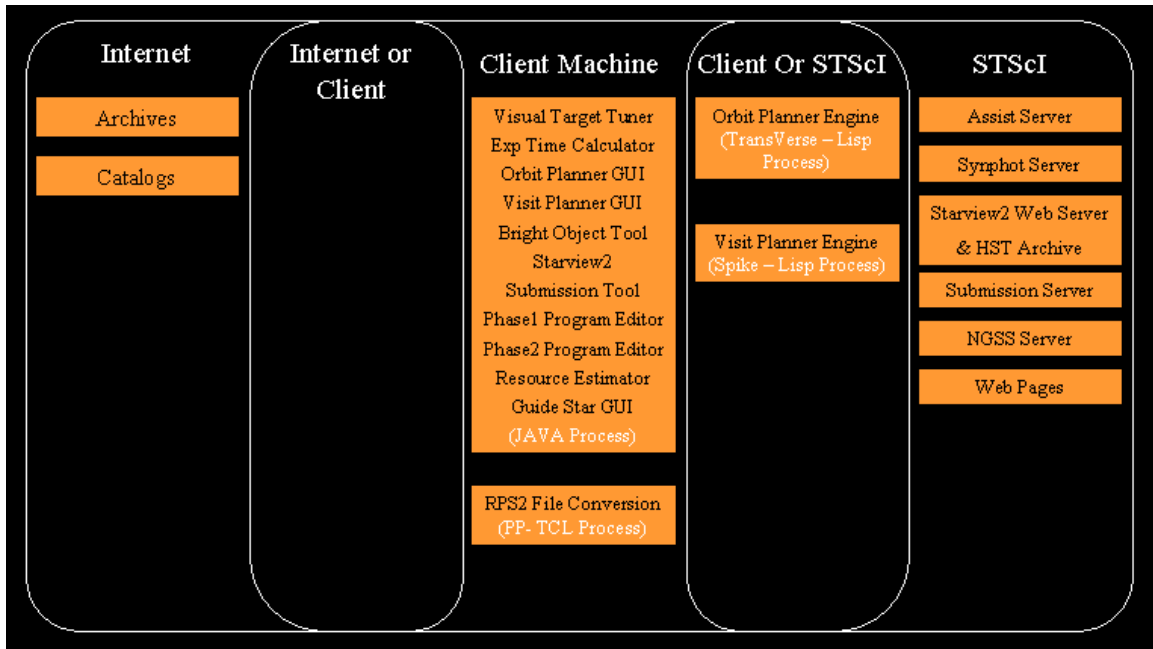 Internet
Archives
Catalogs
Internet or
Client
Client Machine
Visual Target Tuner
Exp Time Calculator
Orbit Planner GUI
Visit Planner GUI
Bright Object Tool
Starview2
Submission Tool
Phase1 Program Editor
Phase2 Program Editor
Resource Estimator
Guide Star GUI
(JAVA Process)
RPS2 File Conversion
(PP- TCL Process)
Client Or STScI
Orbit Planner Engine
(TransVerse – Lisp
Process)
Visit Planner Engine
(Spike – Lisp Process)
STScI
Assist Server
Synphot Server
Starview2 Web Server
& HST Archive
Submission Server
NGSS Server
Web Pages